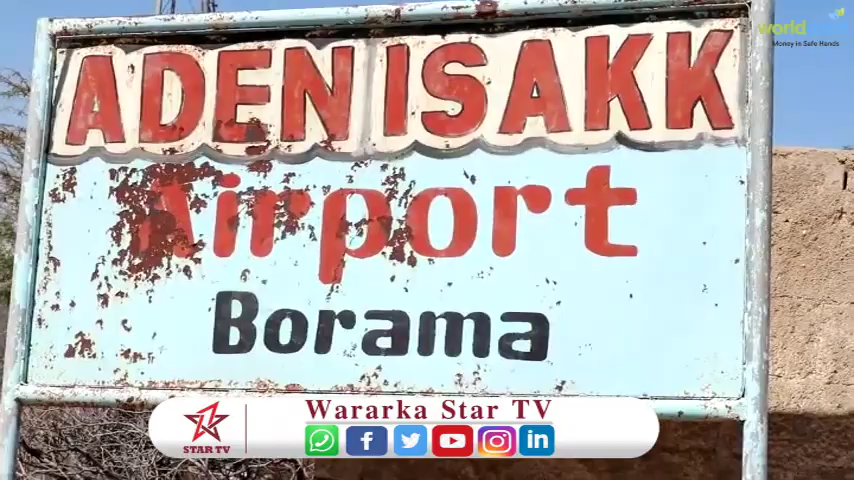 world
Money in Safe Hands
ADEN ISAKK
Airport
Borama
STAR TV
Wararka Star TV